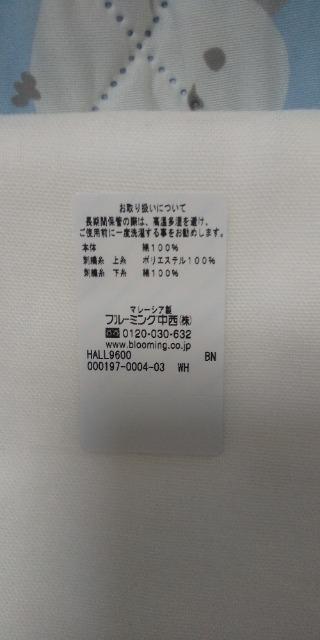 お取り扱いについて
長期間保管の際は、高温多湿を避け、
ご使用前に一度洗濯する事をお勧めします。
本体 綿100%
刺繍糸 上糸 ポリエステル100%
刺繍糸 下糸 綿100%
マレーシア製
ブルーミング中西(株)
0120-030-632
www.blooming.co.jp
HALL9600 BN
000197-0004-03 WH